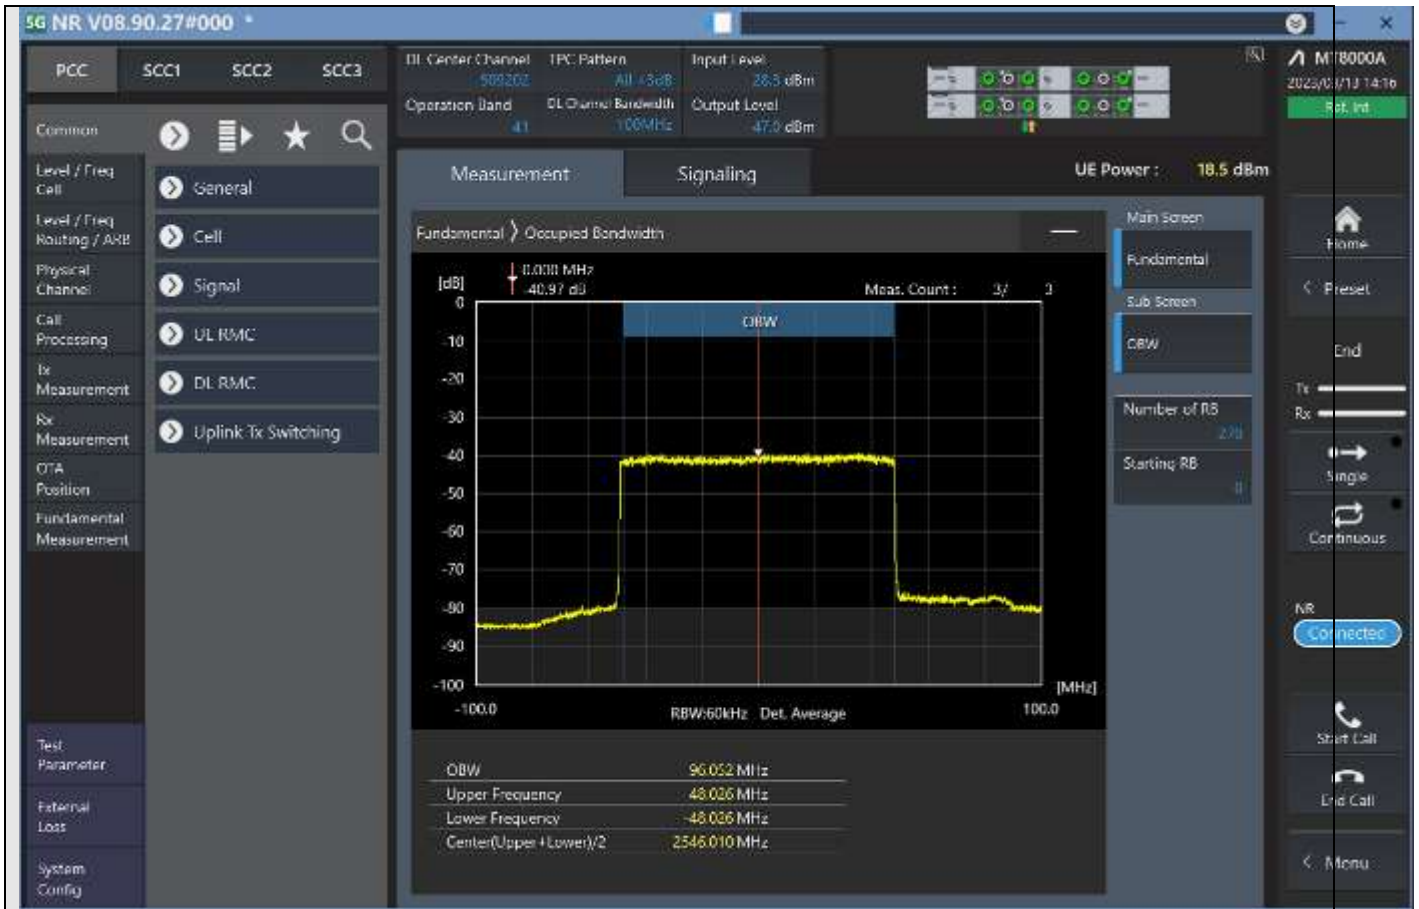 5G NR V08.90.27#000 *
PCC SCC1 SCC2 SCC3
DL Center Channel TPC Pattern Input Level
509202 All +3dB 28.5 dBm
Operation Band DL Channel Bandwidth Output Level
41 100MHz -47.0 dBm
MT8000A
14:16
Ref. Int
Common
Level / Freq
Cell
Level / Freq
Routing / ARB
Physical
Channel
Call
Processing
Tx
Measurement
Rx
Measurement
OTA
Position
Fundamental
Measurement
Test
Parameter
External
Loss
System
Config
General
Cell
Signal
UL RMC
DL RMC
Uplink Tx Switching
Measurement Signaling UE Power : 18.5 dBm
Fundamental Occupied Bandwidth
[dB] 0.000 MHz
-40.97 dB Meas. Count : 3/ 3
OBW
0
-10
-20
-30
-40
-50
-60
-70
-80
-90
-100
[MHz]
-100.0 RBW:60kHz Det. Average 100.0
OBW 96.052 MHz
Upper Frequency 48.026 MHz
Lower Frequency -48.026 MHz
Center(Upper+Lower)/2 2546.010 MHz
Main Screen
Fundamental
Sub Screen
OBW
Number of RB
270
Starting RB
0
Home
Preset
End
Tx
Rx
Single
Continuous
NR
Connected
Start Call
End Call
Menu